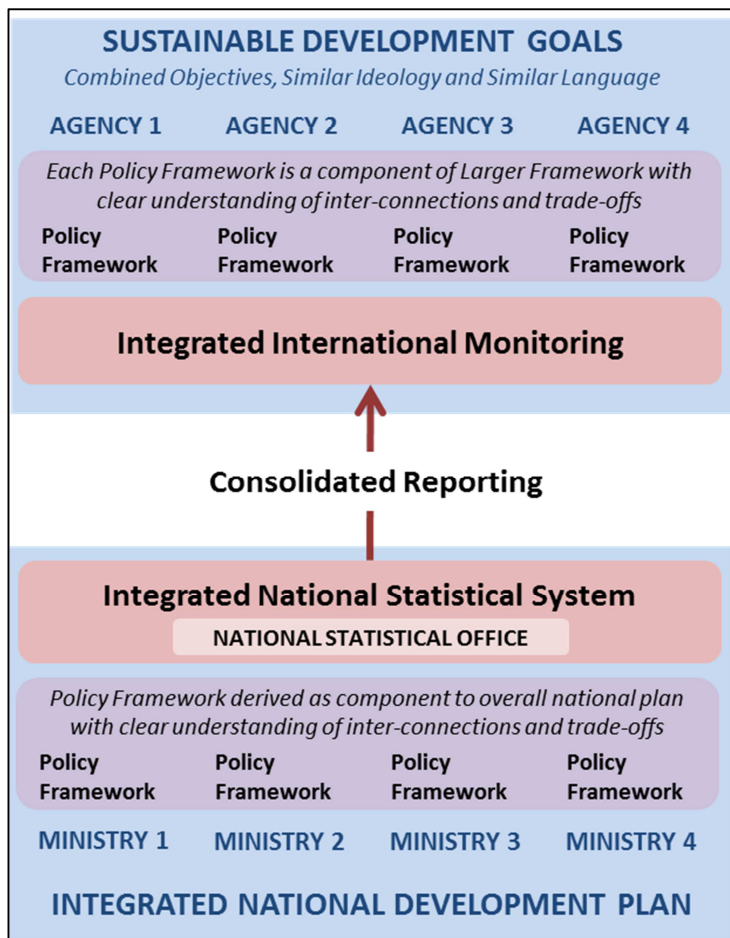 SUSTAINABLE DEVELOPMENT GOALS
Combined Objectives, Similar Ideology and Similar Language
AGENCY 1 AGENCY 2 AGENCY 3 AGENCY 4
Each Policy Framework is a component of Larger Framework with
clear understanding of inter-connections and trade-offs
Policy Policy Policy Policy
Framework Framework Framework Framework
Integrated International Monitoring
Consolidated Reporting
Integrated National Statistical System
NATIONAL STATISTICAL OFFICE
Policy Framework derived as component to overall national plan
with clear understanding of inter-connections and trade-offs
Policy Policy Policy Policy
Framework Framework Framework Framework
MINISTRY 1 MINISTRY 2 MINISTRY 3 MINISTRY 4
INTEGRATED NATIONAL DEVELOPMENT PLAN